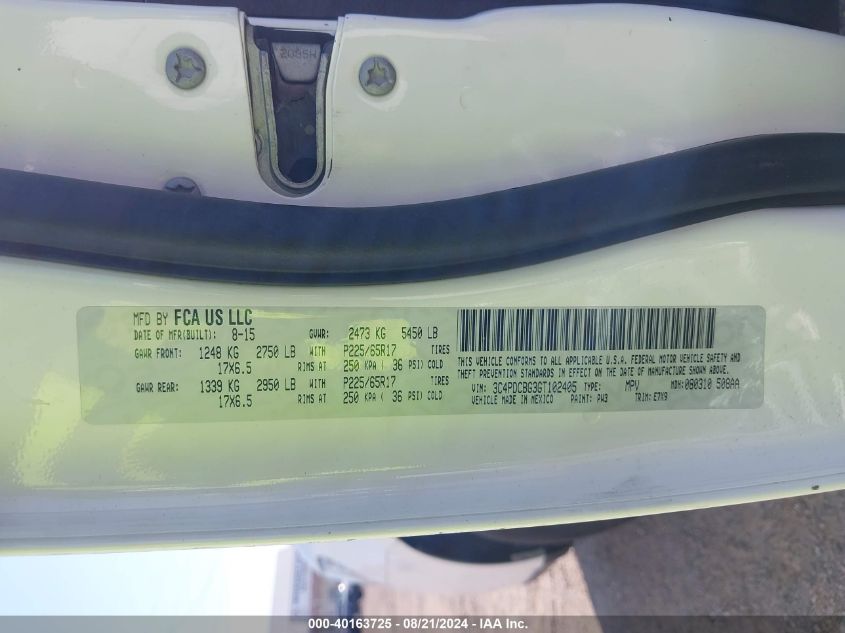 2095H
MFD BY FCA US LLC
DATE OF MFR(BUILT): 8-15 GVWR: 2473 KG 5450 LB
GAWR FRONT: 1248 KG 2750 LB WITH P225/65R17 TIRES
17X6.5 RIMS AT 250 KPA ( 36 PSI) COLD
GAWR REAR: 1339 KG 2950 LB WITH P225/65R17 TIRES
17X6.5 RIMS AT 250 KPA ( 36 PSI) COLD
THIS VEHICLE CONFORMS TO ALL APPLICABLE U.S.A. FEDERAL MOTOR VEHICLE SAFETY AND
THEFT PREVENTION STANDARDS IN EFFECT ON THE DATE OF MANUFACTURE SHOWN ABOVE.
VIN: 3C4PDCBG3GT102405 TYPE: MPV MDH: 080310 508AA
VEHICLE MADE IN MEXICO PAINT: PW3 TRIM: E7X9
000-40163725 - 08/21/2024 - IAA, Inc.